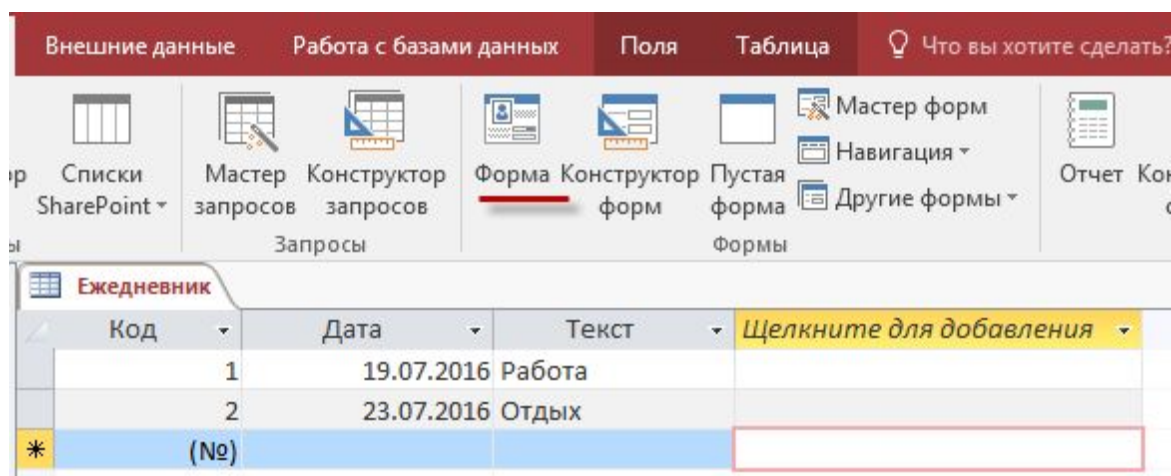 Внешние данные Работа с базами данных Поля Таблица Что вы хотите сделать?
Мастер форм
Навигация
Другие формы
Списки SharePoint
Мастер запросов
Конструктор запросов
Форма
Конструктор форм
Пустая форма
Отчет
Запросы Формы
Ежедневник
Код Дата Текст Щелкните для добавления
1 19.07.2016 Работа
2 23.07.2016 Отдых
* (№)